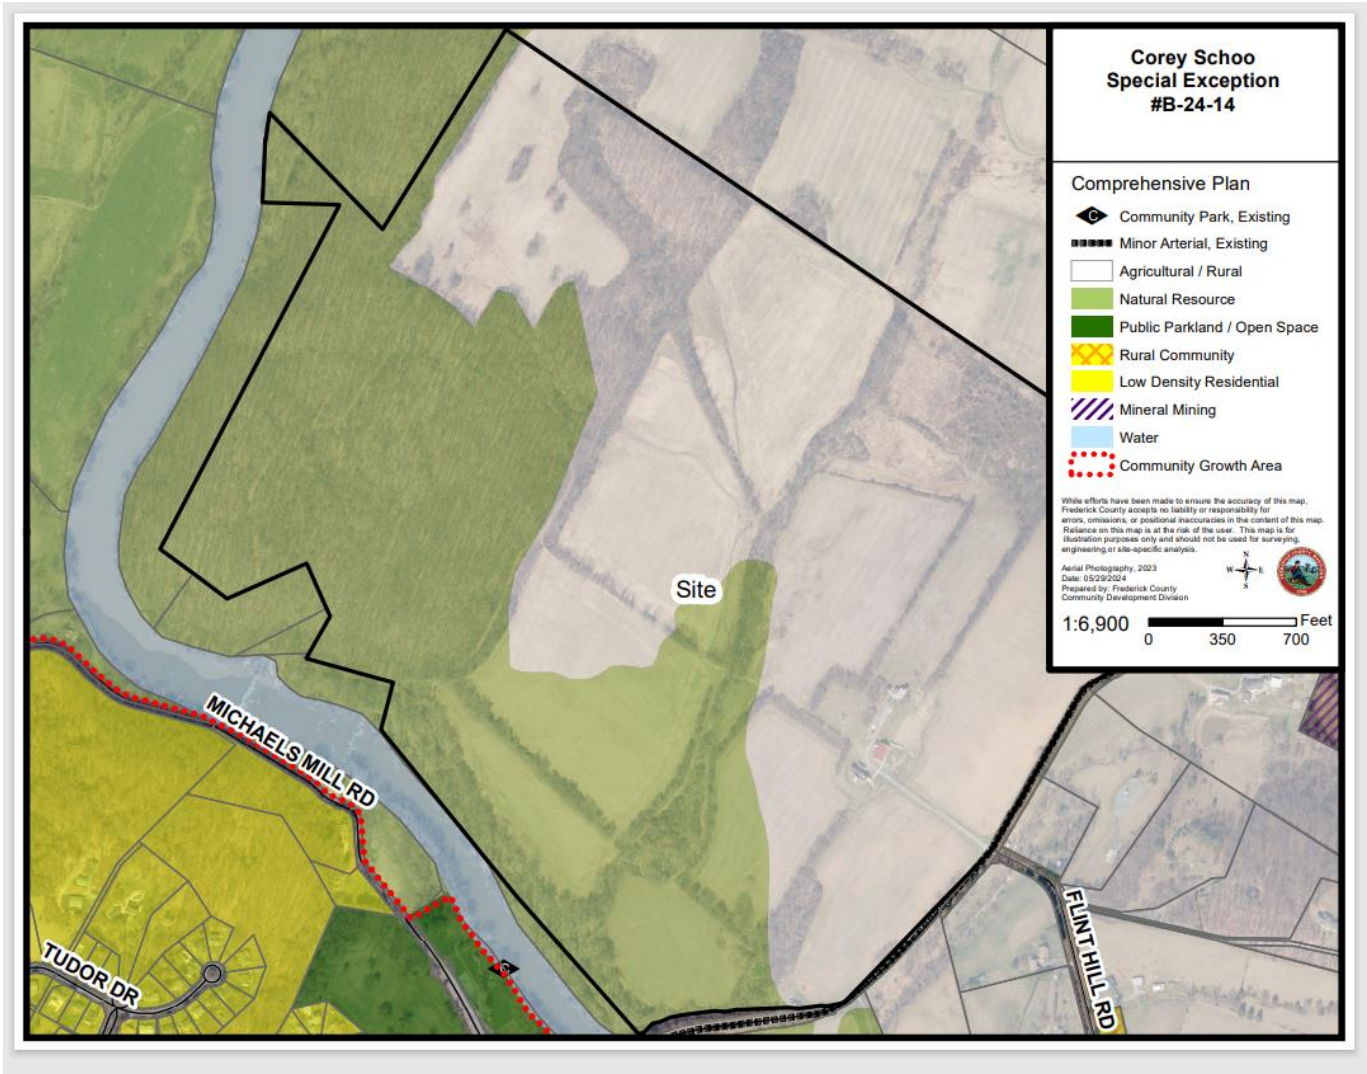 Corey Schoo
Special Exception
#B-24-14
Comprehensive Plan
C Community Park, Existing
Minor Arterial, Existing
Agricultural / Rural
Natural Resource
Public Parkland / Open Space
Rural Community
Low Density Residential
Mineral Mining
Water
Community Growth Area
While efforts have been made to ensure the accuracy of this map,
Frederick County accepts no liability or responsibility for
errors, omissions, or positional inaccuracies in the content of this map.
Reliance on this map is at the risk of the user. This map is for
illustration purposes only and should not be used for surveying,
engineering, or site-specific analysis.
Aerial Photography, 2023
Date: 05/29/2024
Prepared by: Frederick County
Community Development Division
N
W E
S
1:6,900
Feet
0 350 700
Site
MICHAELS MILL RD
TUDOR DR
C
FLINT HILL RD